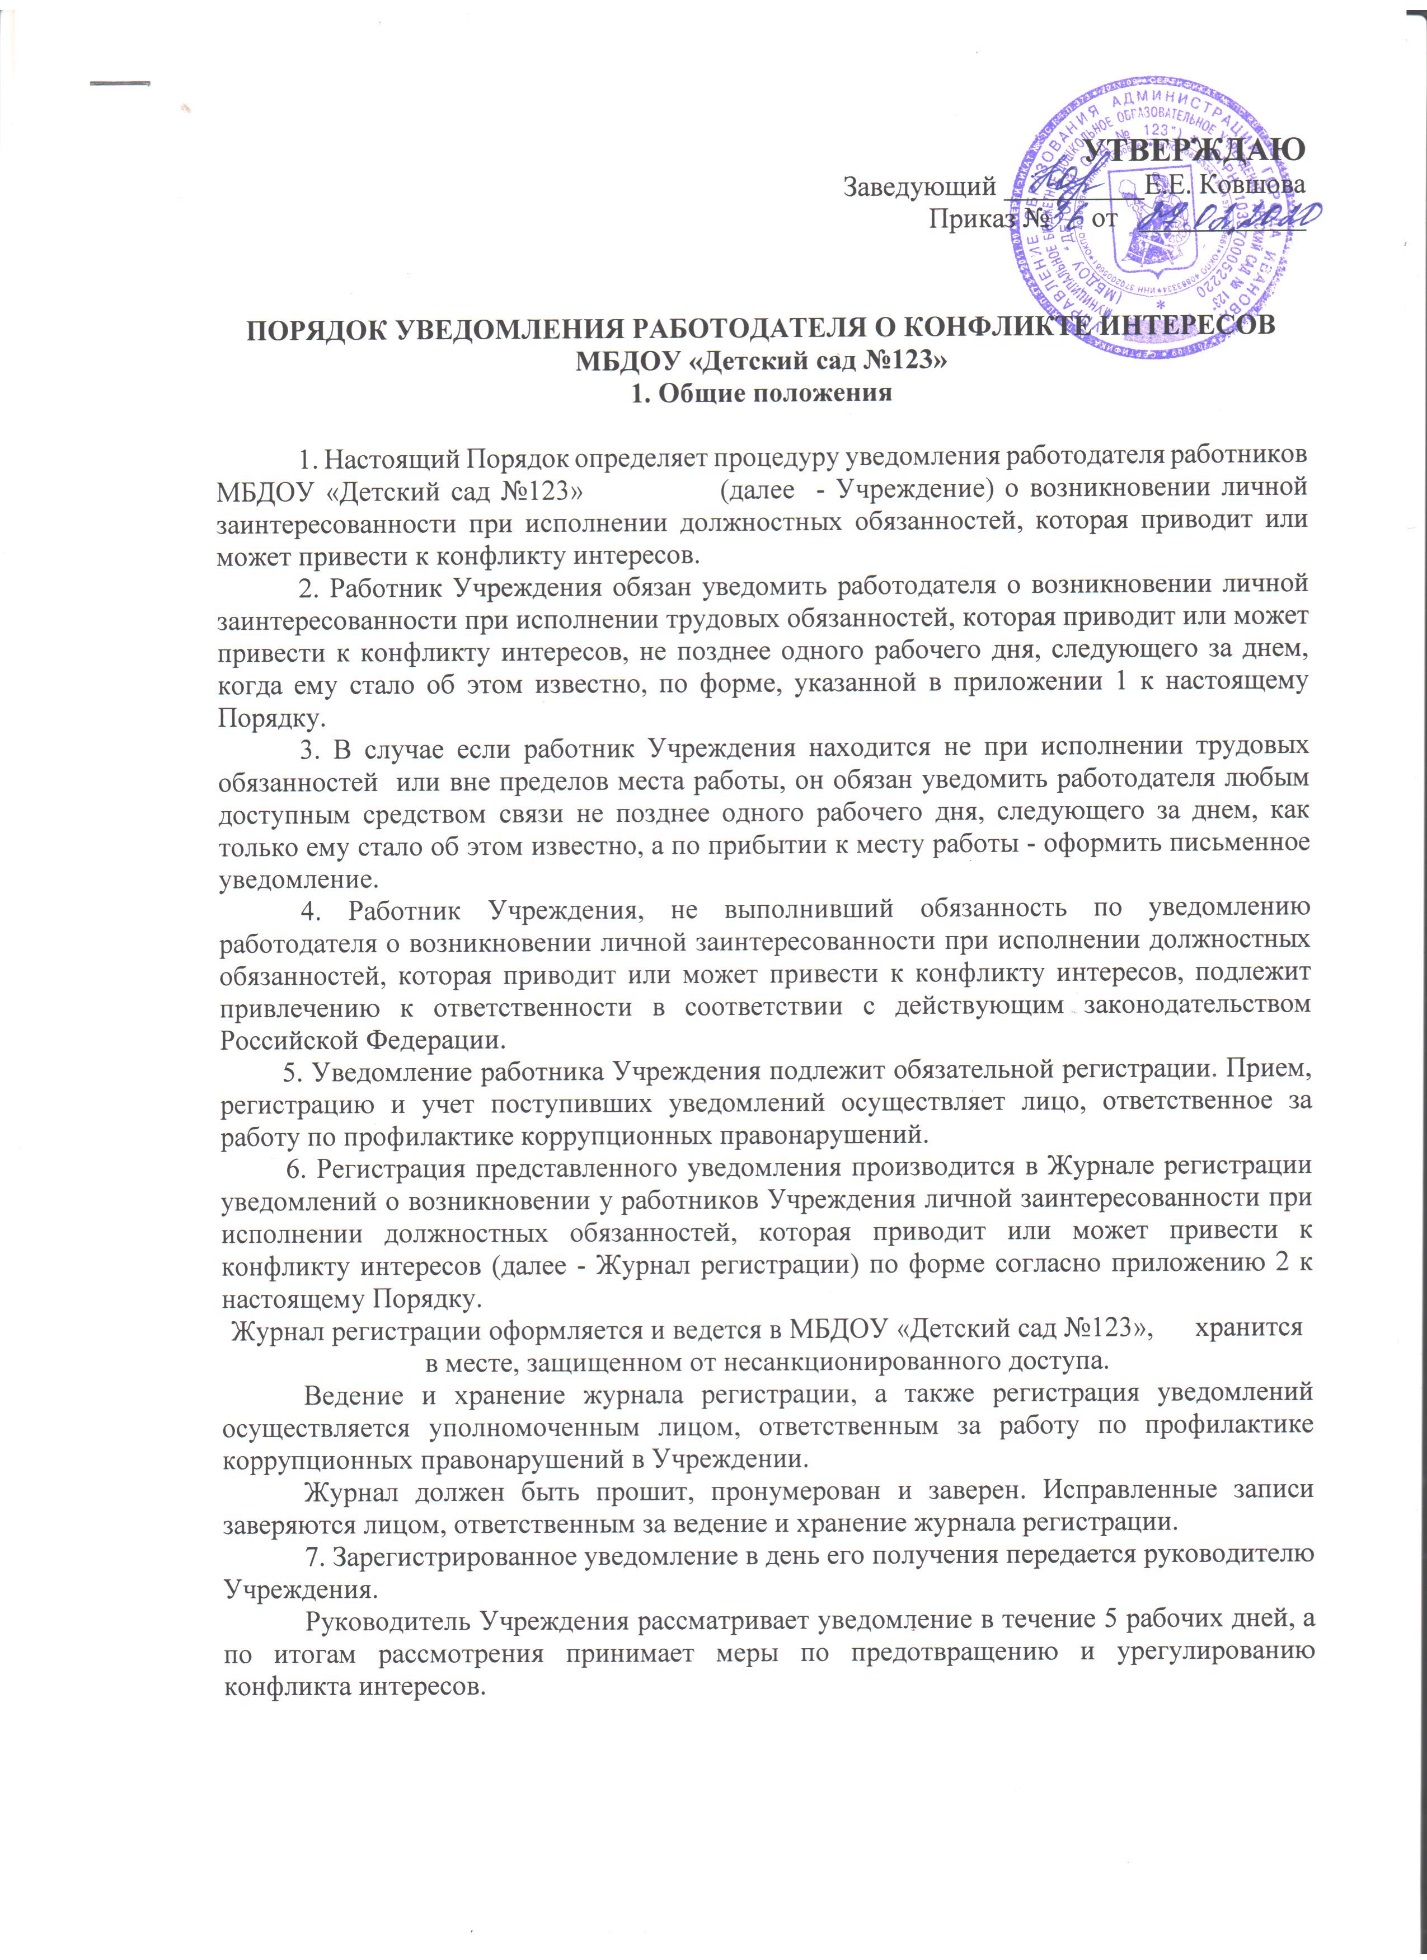 УТВЕРЖДАЮ
Заведующий __________Е.Е. Ковшова
Приказ № 36 от 27.02.2020
ПОРЯДОК УВЕДОМЛЕНИЯ РАБОТОДАТЕЛЯ О КОНФЛИКТЕ ИНТЕРЕСОВ
МБДОУ «Детский сад №123»
1. Общие положения
1. Настоящий Порядок определяет процедуру уведомления работодателя работников
МБДОУ «Детский сад №123» (далее - Учреждение) о возникновении личной
заинтересованности при исполнении должностных обязанностей, которая приводит или
может привести к конфликту интересов.
2. Работник Учреждения обязан уведомить работодателя о возникновении личной
заинтересованности при исполнении трудовых обязанностей, которая приводит или может
привести к конфликту интересов, не позднее одного рабочего дня, следующего за днем,
когда ему стало об этом известно, по форме, указанной в приложении 1 к настоящему
Порядку.
3. В случае если работник Учреждения находится не при исполнении трудовых
обязанностей или вне пределов места работы, он обязан уведомить работодателя любым
доступным средством связи не позднее одного рабочего дня, следующего за днем, как
только ему стало об этом известно, а по прибытии к месту работы - оформить письменное
уведомление.
4. Работник Учреждения, не выполнивший обязанность по уведомлению
работодателя о возникновении личной заинтересованности при исполнении должностных
обязанностей, которая приводит или может привести к конфликту интересов, подлежит
привлечению к ответственности в соответствии с действующим законодательством
Российской Федерации.
5. Уведомление работника Учреждения подлежит обязательной регистрации. Прием,
регистрацию и учет поступивших уведомлений осуществляет лицо, ответственное за
работу по профилактике коррупционных правонарушений.
6. Регистрация представленного уведомления производится в Журнале регистрации
уведомлений о возникновении у работников Учреждения личной заинтересованности при
исполнении должностных обязанностей, которая приводит или может привести к
конфликту интересов (далее - Журнал регистрации) по форме согласно приложению 2 к
настоящему Порядку.
Журнал регистрации оформляется и ведется в МБДОУ «Детский сад №123», хранится
в месте, защищенном от несанкционированного доступа.
Ведение и хранение журнала регистрации, а также регистрация уведомлений
осуществляется уполномоченным лицом, ответственным за работу по профилактике
коррупционных правонарушений в Учреждении.
Журнал должен быть прошит, пронумерован и заверен. Исправленные записи
заверяются лицом, ответственным за ведение и хранение журнала регистрации.
7. Зарегистрированное уведомление в день его получения передается руководителю
Учреждения.
Руководитель Учреждения рассматривает уведомление в течение 5 рабочих дней, а
по итогам рассмотрения принимает меры по предотвращению и урегулированию
конфликта интересов.